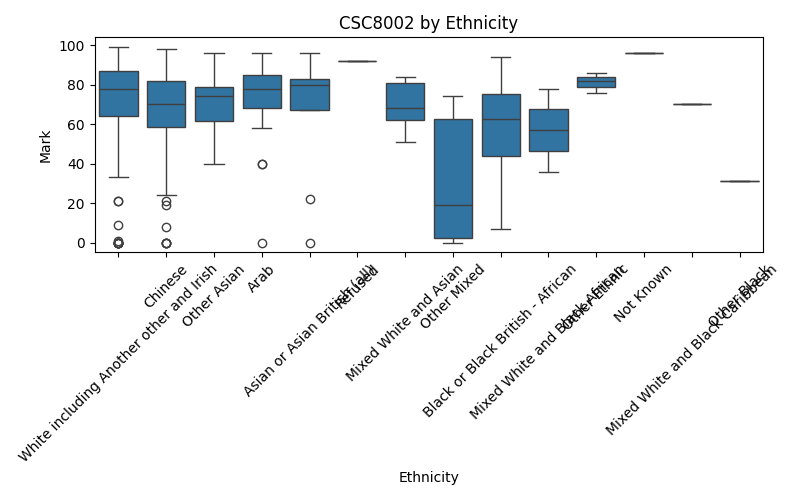 CSC8002 by Ethnicity
Mark
100
80
60
40
20
0
White including Another other and Irish
Chinese
Other Asian
Arab
Asian or Asian British (all)
Refused
Mixed White and Asian
Other Mixed
Black or Black British - African
Mixed White and Black African
Other Ethnic
Not Known
Mixed White and Black Caribbean
Other Black
Ethnicity